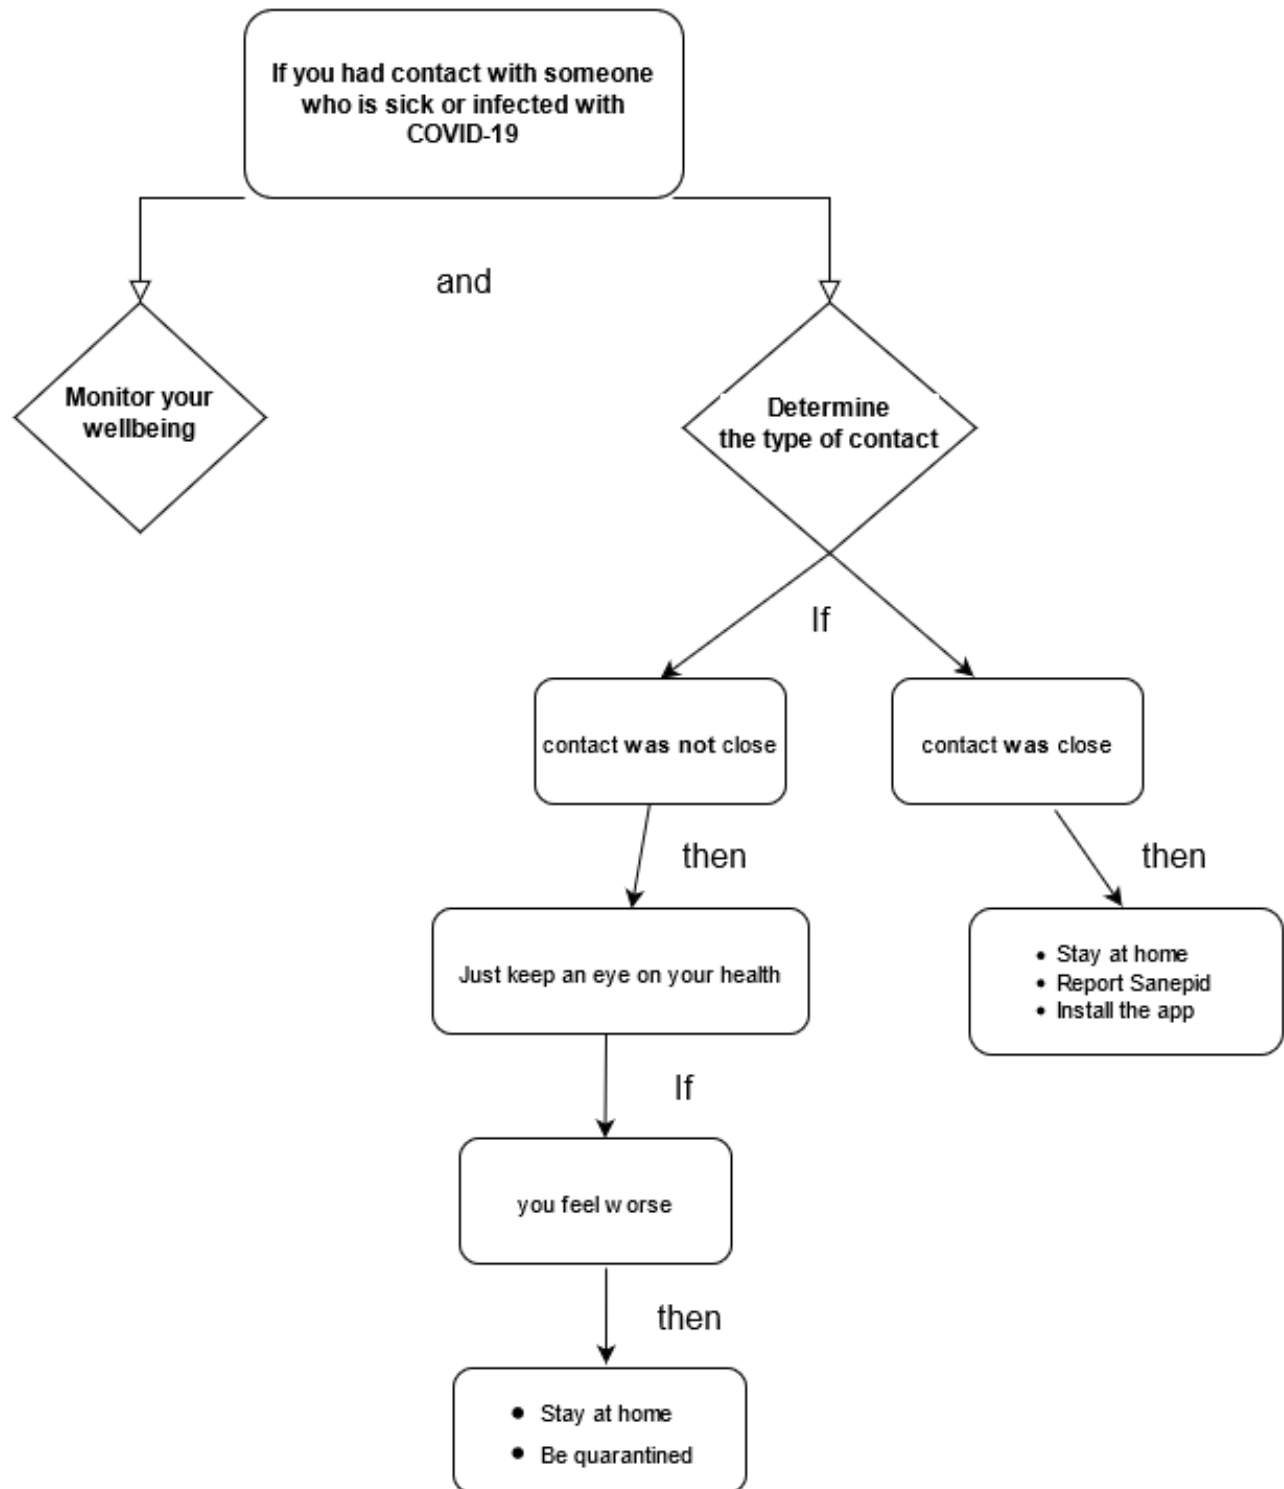 If you had contact with someone
who is sick or infected with
COVID-19
and
Monitor your
wellbeing
Determine
the type of contact
If
contact was not close
contact was close
then
then
Just keep an eye on your health
• Stay at home
• Report Sanepid
• Install the app
If
you feel worse
then
• Stay at home
• Be quarantined